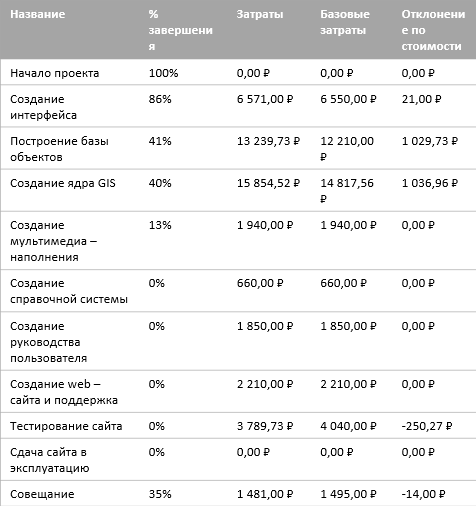 Название % завершения Затраты Базовые затраты Отклонение по стоимости
Начало проекта 100% 0,00 ₽ 0,00 ₽ 0,00 ₽
Создание интерфейса 86% 6 571,00 ₽ 6 550,00 ₽ 21,00 ₽
Построение базы объектов 41% 13 239,73 ₽ 12 210,00 ₽ 1 029,73 ₽
Создание ядра GIS 40% 15 854,52 ₽ 14 817,56 ₽ 1 036,96 ₽
Создание мультимедиа – наполнения 13% 1 940,00 ₽ 1 940,00 ₽ 0,00 ₽
Создание справочной системы 0% 660,00 ₽ 660,00 ₽ 0,00 ₽
Создание руководства пользователя 0% 1 850,00 ₽ 1 850,00 ₽ 0,00 ₽
Создание web – сайта и поддержка 0% 2 210,00 ₽ 2 210,00 ₽ 0,00 ₽
Тестирование сайта 0% 3 789,73 ₽ 4 040,00 ₽ -250,27 ₽
Сдача сайта в эксплуатацию 0% 0,00 ₽ 0,00 ₽ 0,00 ₽
Совещание 35% 1 481,00 ₽ 1 495,00 ₽ -14,00 ₽